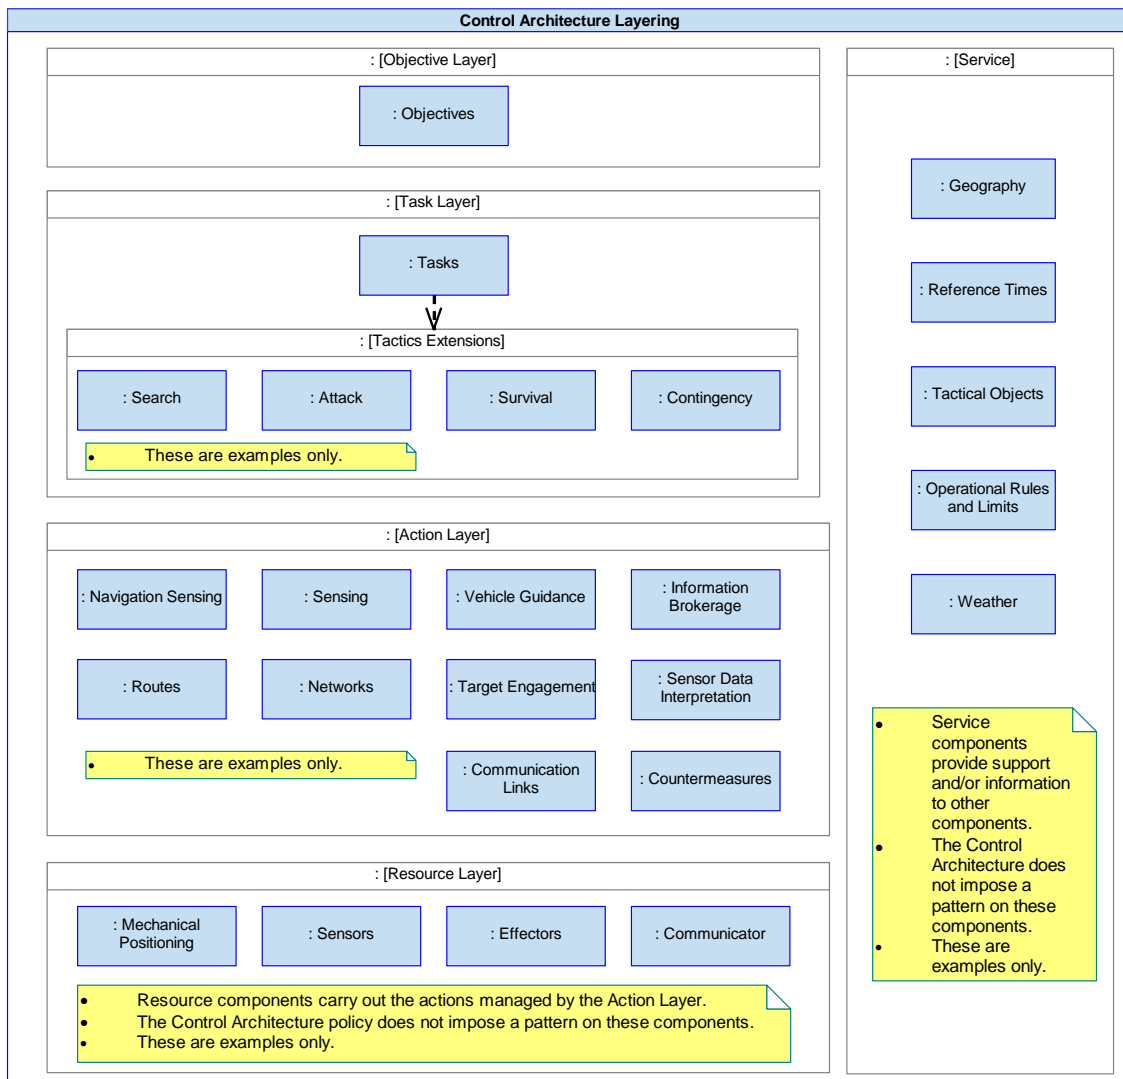 Control Architecture Layering
: [Objective Layer]
: Objectives
: [Task Layer]
: Tasks
: [Tactics Extensions]
: Search
: Attack
: Survival
: Contingency
• These are examples only.
: [Action Layer]
: Navigation Sensing
: Sensing
: Vehicle Guidance
: Information
Brokerage
: Routes
: Networks
: Target Engagement
: Sensor Data
Interpretation
• These are examples only.
: Communication
Links
: Countermeasures
: [Resource Layer]
: Mechanical
Positioning
: Sensors
: Effectors
: Communicator
• Resource components carry out the actions managed by the Action Layer.
• The Control Architecture policy does not impose a pattern on these components.
• These are examples only.
: [Service]
: Geography
: Reference Times
: Tactical Objects
: Operational Rules
and Limits
: Weather
• Service
components
provide support
and/or information
to other
components.
• The Control
Architecture does
not impose a
pattern on these
components.
• These are
examples only.